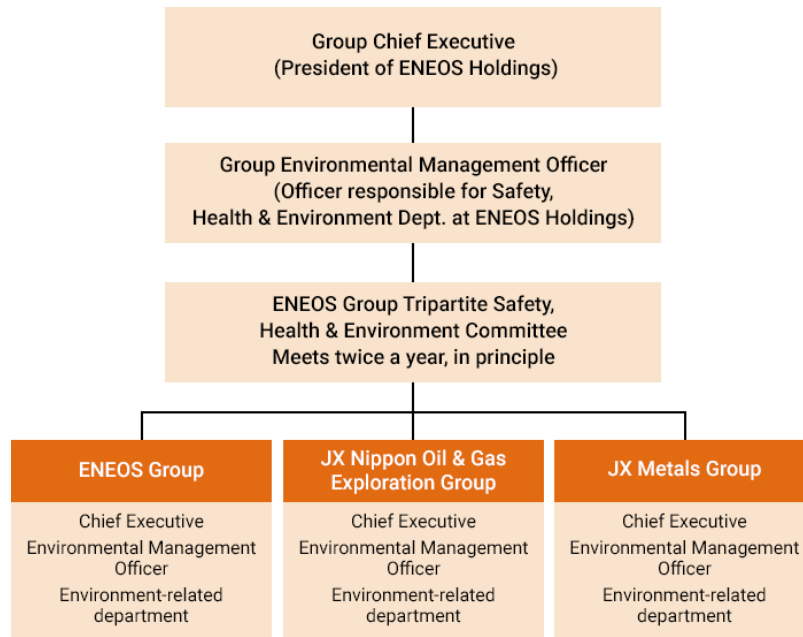 Group Chief Executive
(President of ENEOS Holdings)
Group Environmental Management Officer
(Officer responsible for Safety,
Health & Environment Dept. at ENEOS Holdings)
ENEOS Group Tripartite Safety,
Health & Environment Committee
Meets twice a year, in principle
ENEOS Group
Chief Executive
Environmental Management
Officer
Environment-related
department
JX Nippon Oil & Gas
Exploration Group
Chief Executive
Environmental Management
Officer
Environment-related
department
JX Metals Group
Chief Executive
Environmental Management
Officer
Environment-related
department